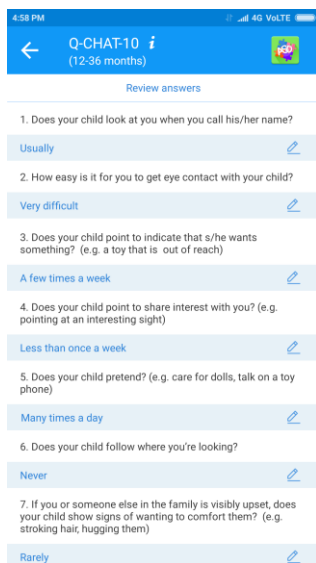 4:58 PM 4G VoLTE
Q-CHAT-10 i
(12-36 months)
Review answers
1. Does your child look at you when you call his/her name?
Usually
2. How easy is it for you to get eye contact with your child?
Very difficult
3. Does your child point to indicate that s/he wants
something? (e.g. a toy that is out of reach)
A few times a week
4. Does your child point to share interest with you? (e.g.
pointing at an interesting sight)
Less than once a week
5. Does your child pretend? (e.g. care for dolls, talk on a toy
phone)
Many times a day
6. Does your child follow where you're looking?
Never
7. If you or someone else in the family is visibly upset, does
your child show signs of wanting to comfort them? (e.g.
stroking hair, hugging them)
Rarely